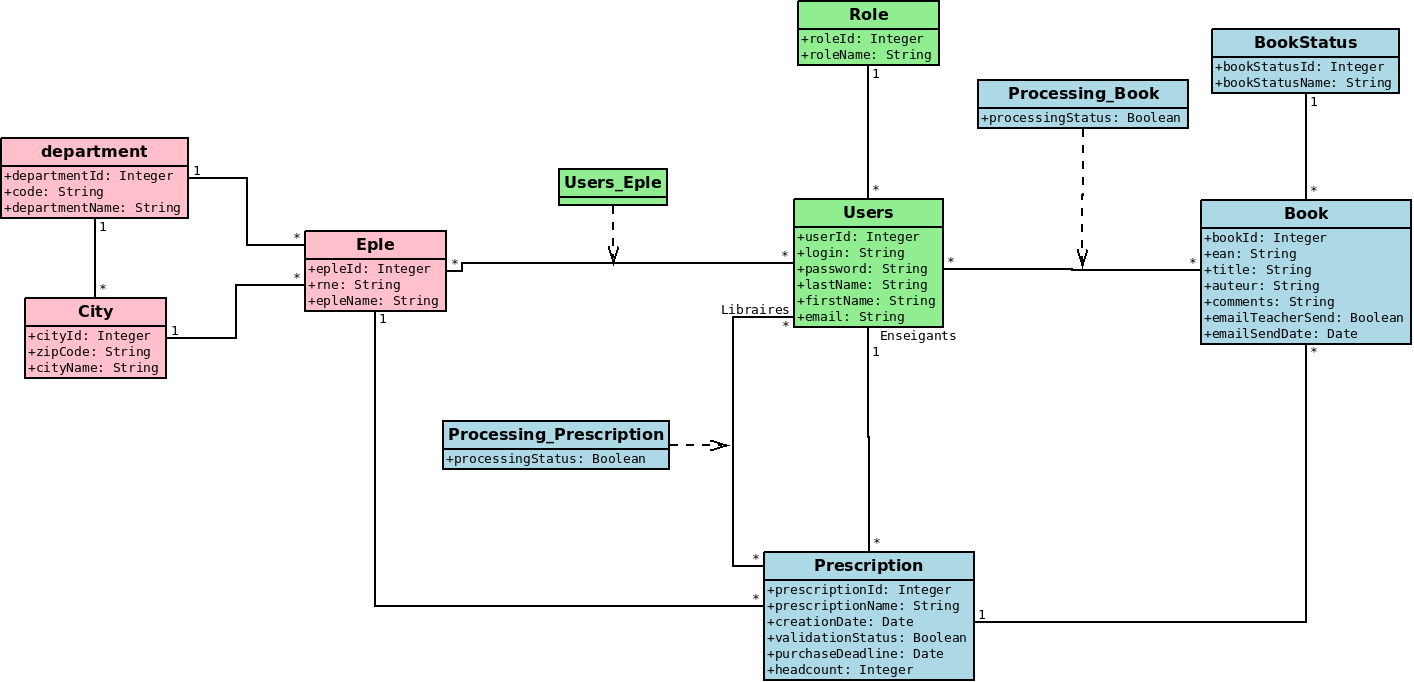 Role
+roleId: Integer
+roleName: String
1
*
BookStatus
+bookStatusId: Integer
+bookStatusName: String
1
*
Processing_Book
+processingStatus: Boolean
department
+departmentId: Integer
+code: String
+departmentName: String
1
*
1
*
Users_Eple
Eple
+epleId: Integer
+rne: String
+epleName: String
*
*
1
Users
+userId: Integer
+login: String
+password: String
+lastName: String
+firstName: String
+email: String
*
*
Book
+bookId: Integer
+ean: String
+title: String
+auteur: String
+comments: String
+emailTeacherSend: Boolean
+emailSendDate: Date
*
City
+cityId: Integer
+zipCode: String
+cityName: String
1
*
Libraires
*
Enseigants
1
Processing_Prescription
+processingStatus: Boolean
*
*
*
Prescription
+prescriptionId: Integer
+prescriptionName: String
+creationDate: Date
+validationStatus: Boolean
+purchaseDeadline: Date
+headcount: Integer
1